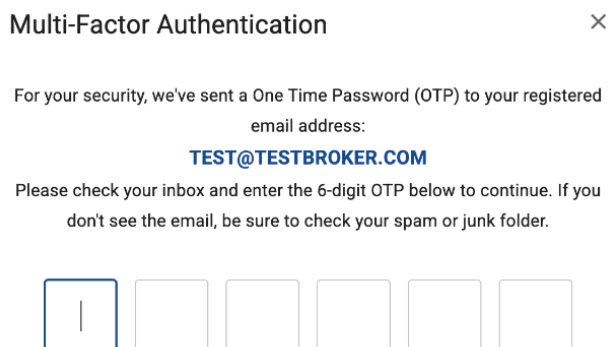 Multi-Factor Authentication
For your security, we've sent a One Time Password (OTP) to your registered
email address:
TEST@TESTBROKER.COM
Please check your inbox and enter the 6-digit OTP below to continue. If you
don't see the email, be sure to check your spam or junk folder.